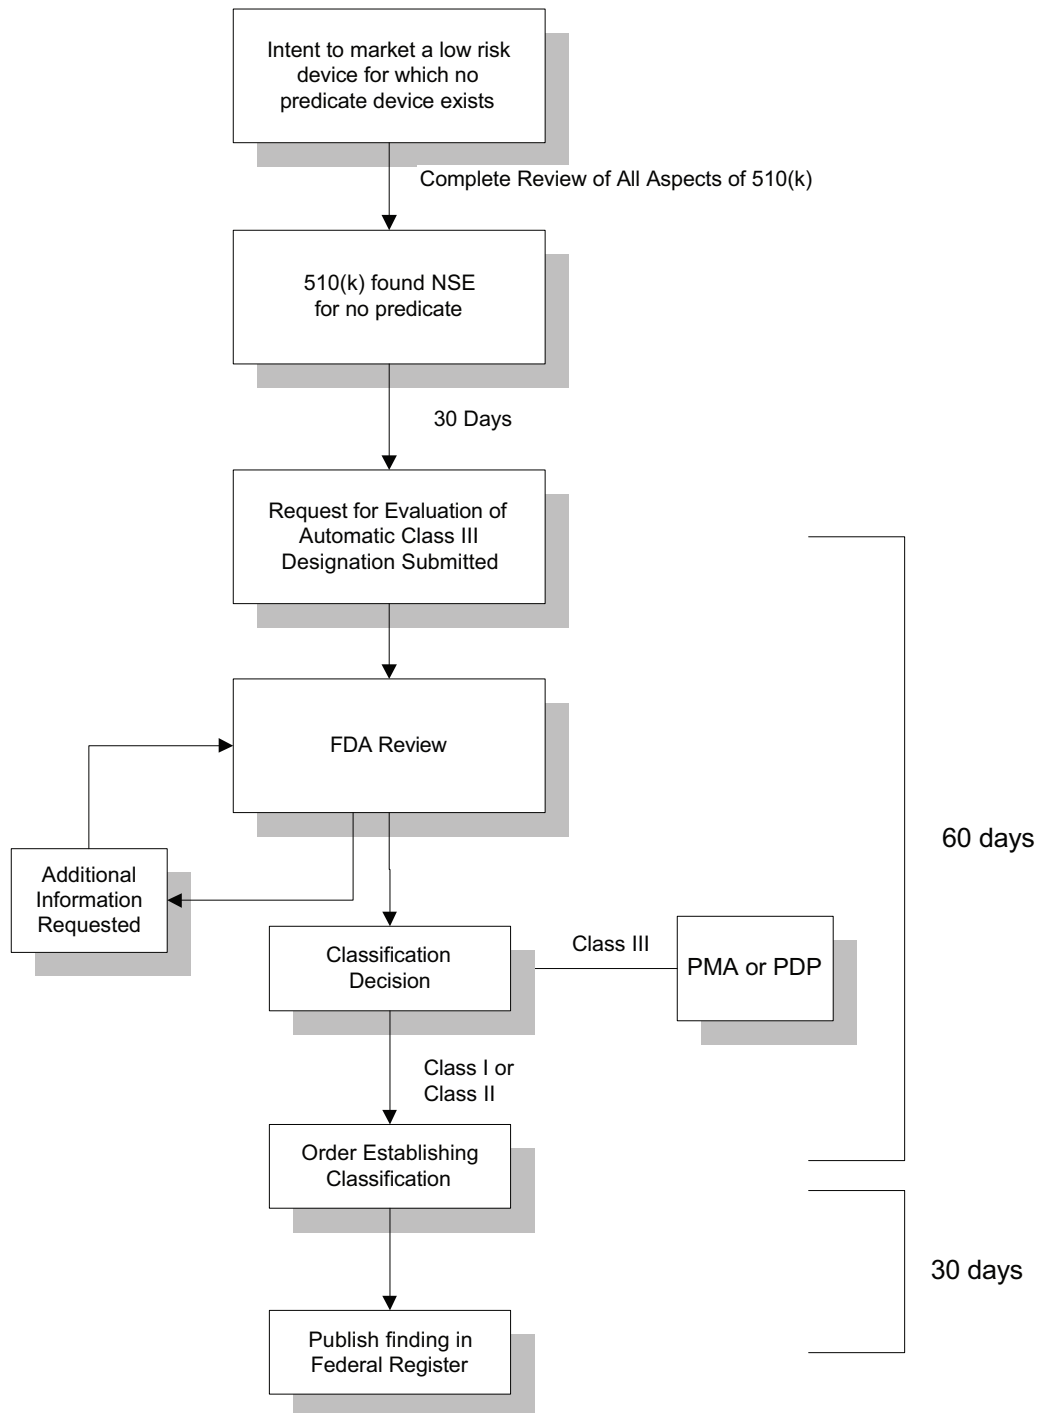 Intent to market a low risk
device for which no
predicate device exists
Complete Review of All Aspects of 510(k)
510(k) found NSE
for no predicate
30 Days
Request for Evaluation of
Automatic Class III
Designation Submitted
FDA Review
60 days
Additional
Information
Requested
Classification
Decision
Class III
PMA or PDP
Class I or
Class II
Order Establishing
Classification
30 days
Publish finding in
Federal Register